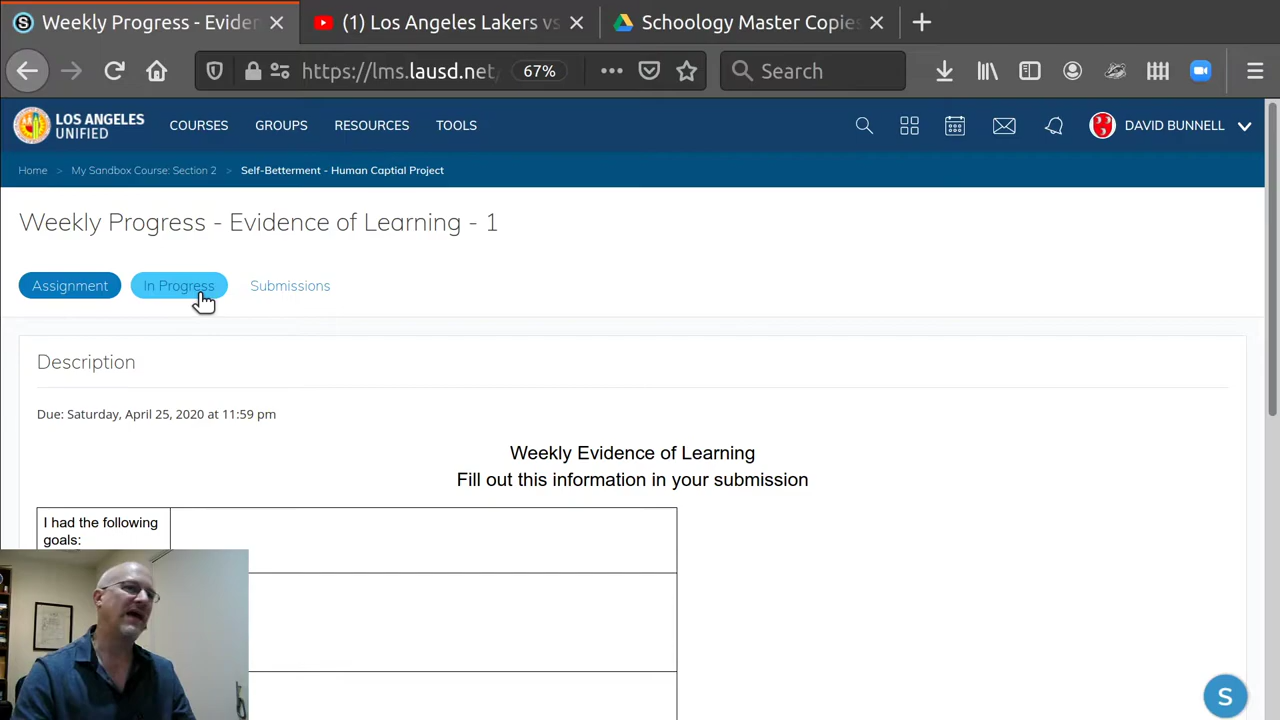 Weekly Progress - Eviden
(1) Los Angeles Lakers vs
Schoology Master Copies
https://lms.lausd.net,
67%
Search
LOS ANGELES
UNIFIED
COURSES
GROUPS
RESOURCES
TOOLS
DAVID BUNNELL
Home > My Sandbox Course: Section 2 > Self-Betterment - Human Captial Project
Weekly Progress - Evidence of Learning - 1
Assignment
In Progress
Submissions
Description
Due: Saturday, April 25, 2020 at 11:59 pm
Weekly Evidence of Learning
Fill out this information in your submission
I had the following
goals:
S